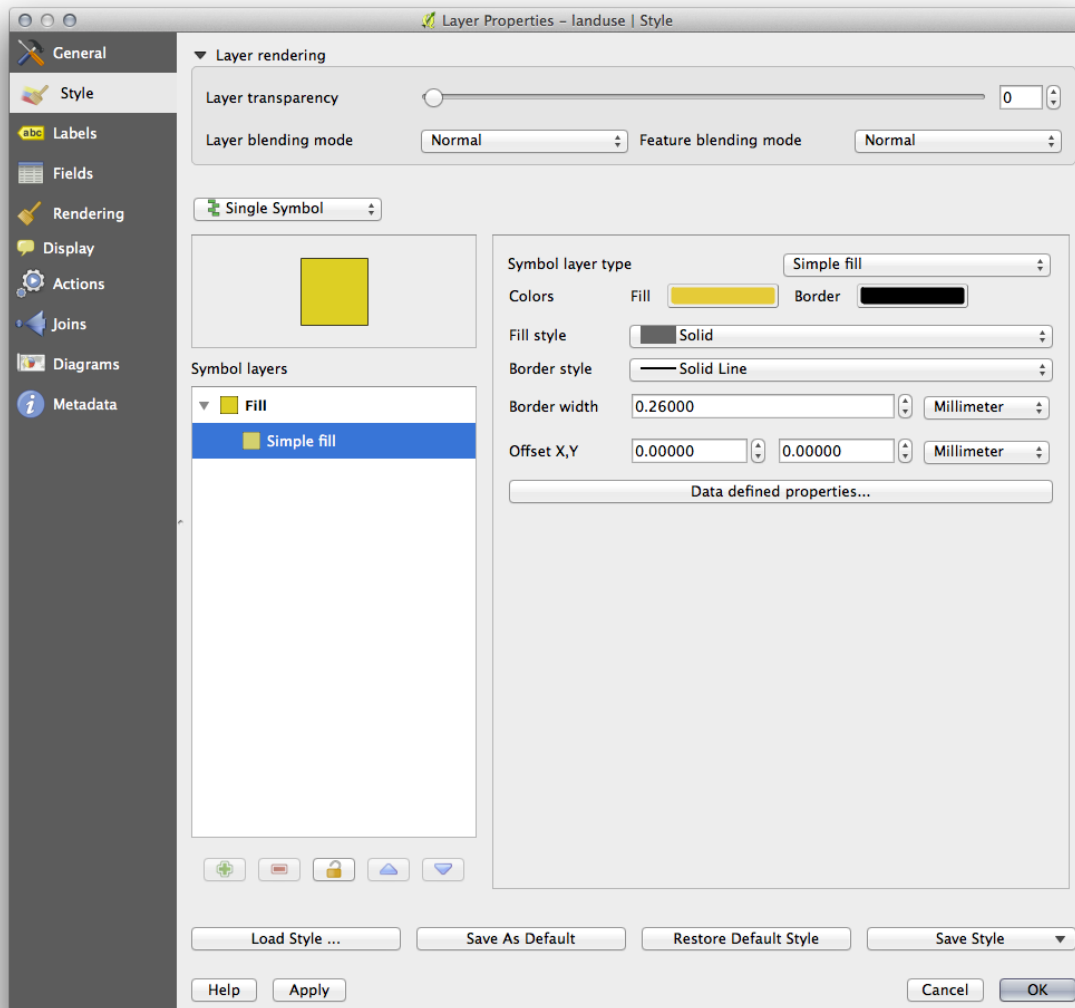 Layer Properties - landuse | Style
General
Style
abc Labels
Fields
Rendering
Display
Actions
Joins
Diagrams
Metadata
Layer rendering
Layer transparency 0
Layer blending mode Normal Feature blending mode Normal
Single Symbol
Symbol layers
Fill
Simple fill
Symbol layer type Simple fill
Colors Fill Border
Fill style Solid
Border style Solid Line
Border width 0.26000 Millimeter
Offset X,Y 0.00000 0.00000 Millimeter
Data defined properties...
Load Style ... Save As Default Restore Default Style Save Style
Help Apply Cancel OK